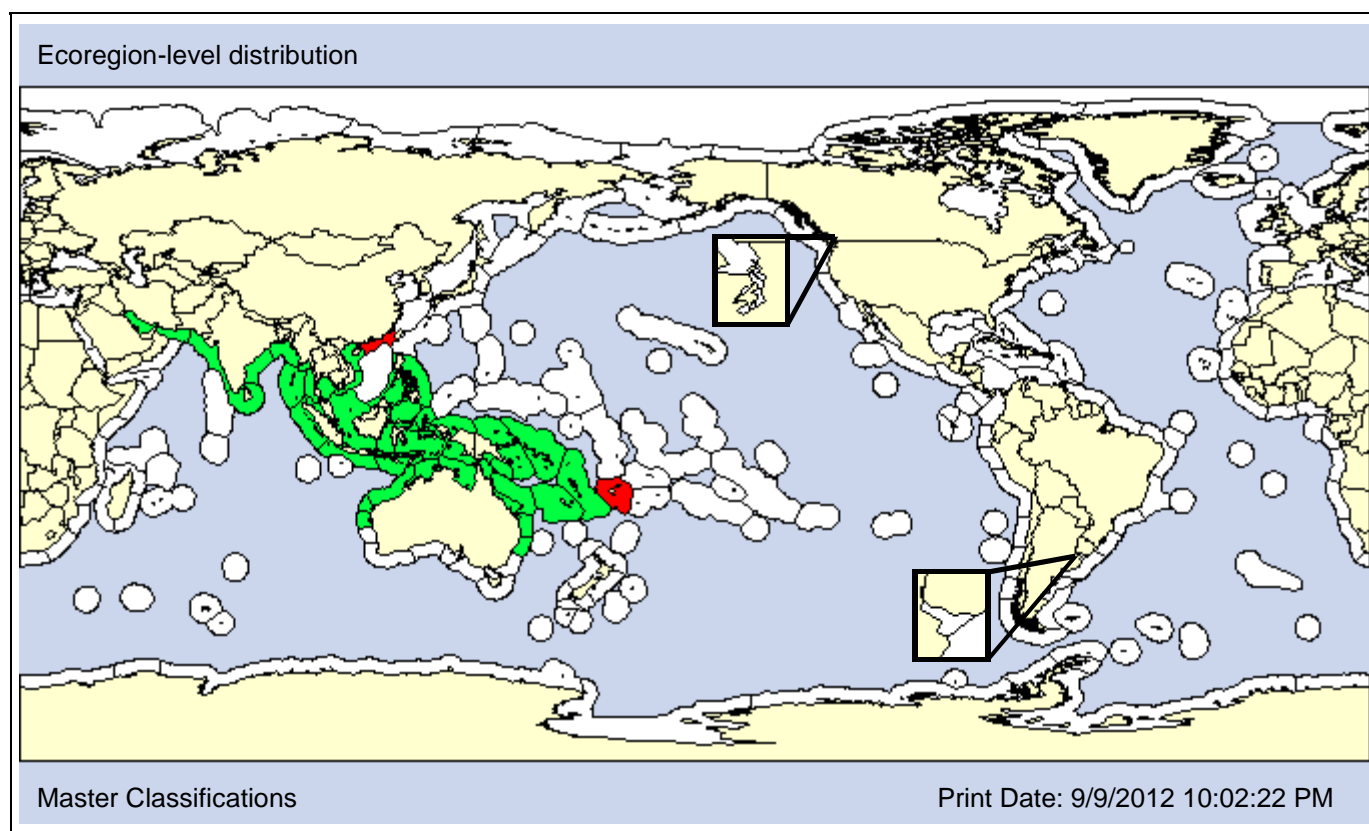 Ecoregion-level distribution
Master Classifications
Print Date: 9/9/2012 10:02:22 PM